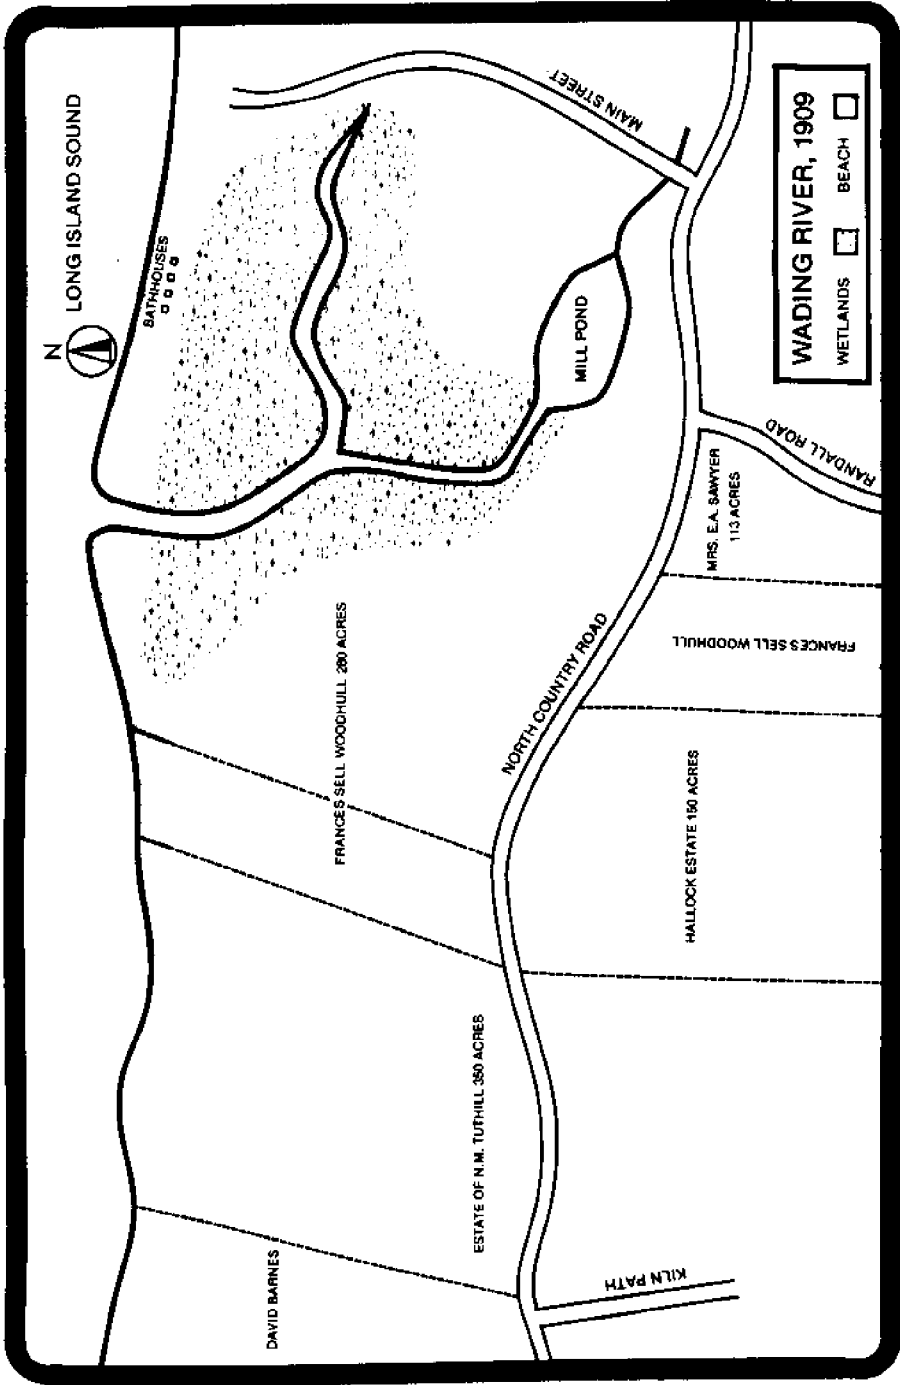 LONG ISLAND SOUND
N
BATHHOUSES
MAIN STREET
MILL POND
WADING RIVER, 1909
WETLANDS
BEACH
RANDALL ROAD
MRS. E.A. SAWYER
113 ACRES
FRANCES SELL WOODHULL
FRANCES SELL WOODHULL 280 ACRES
NORTH COUNTRY ROAD
HALLOCK ESTATE 150 ACRES
ESTATE OF N.M. TUTHILL 350 ACRES
DAVID BARNES
KILN PATH